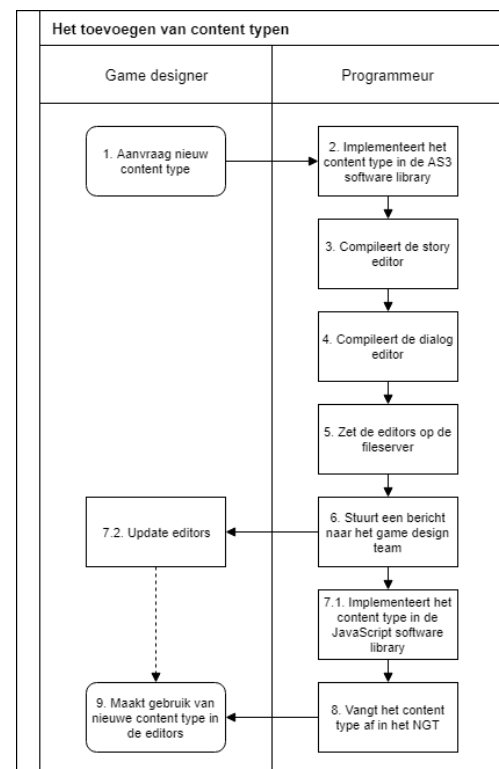 Het toevoegen van content typen
Game designer
Programmeur
1. Aanvraag nieuw
content type
2. Implementeert het
content type in de AS3
software library
3. Compileert de story
editor
4. Compileert de dialog
editor
5. Zet de editors op de
fileserver
6. Stuurt een bericht
naar het game design
team
7.2. Update editors
7.1. Implementeert het
content type in de
JavaScript software
library
8. Vangt het content
type af in het NGT
9. Maakt gebruik van
nieuwe content type in
de editors